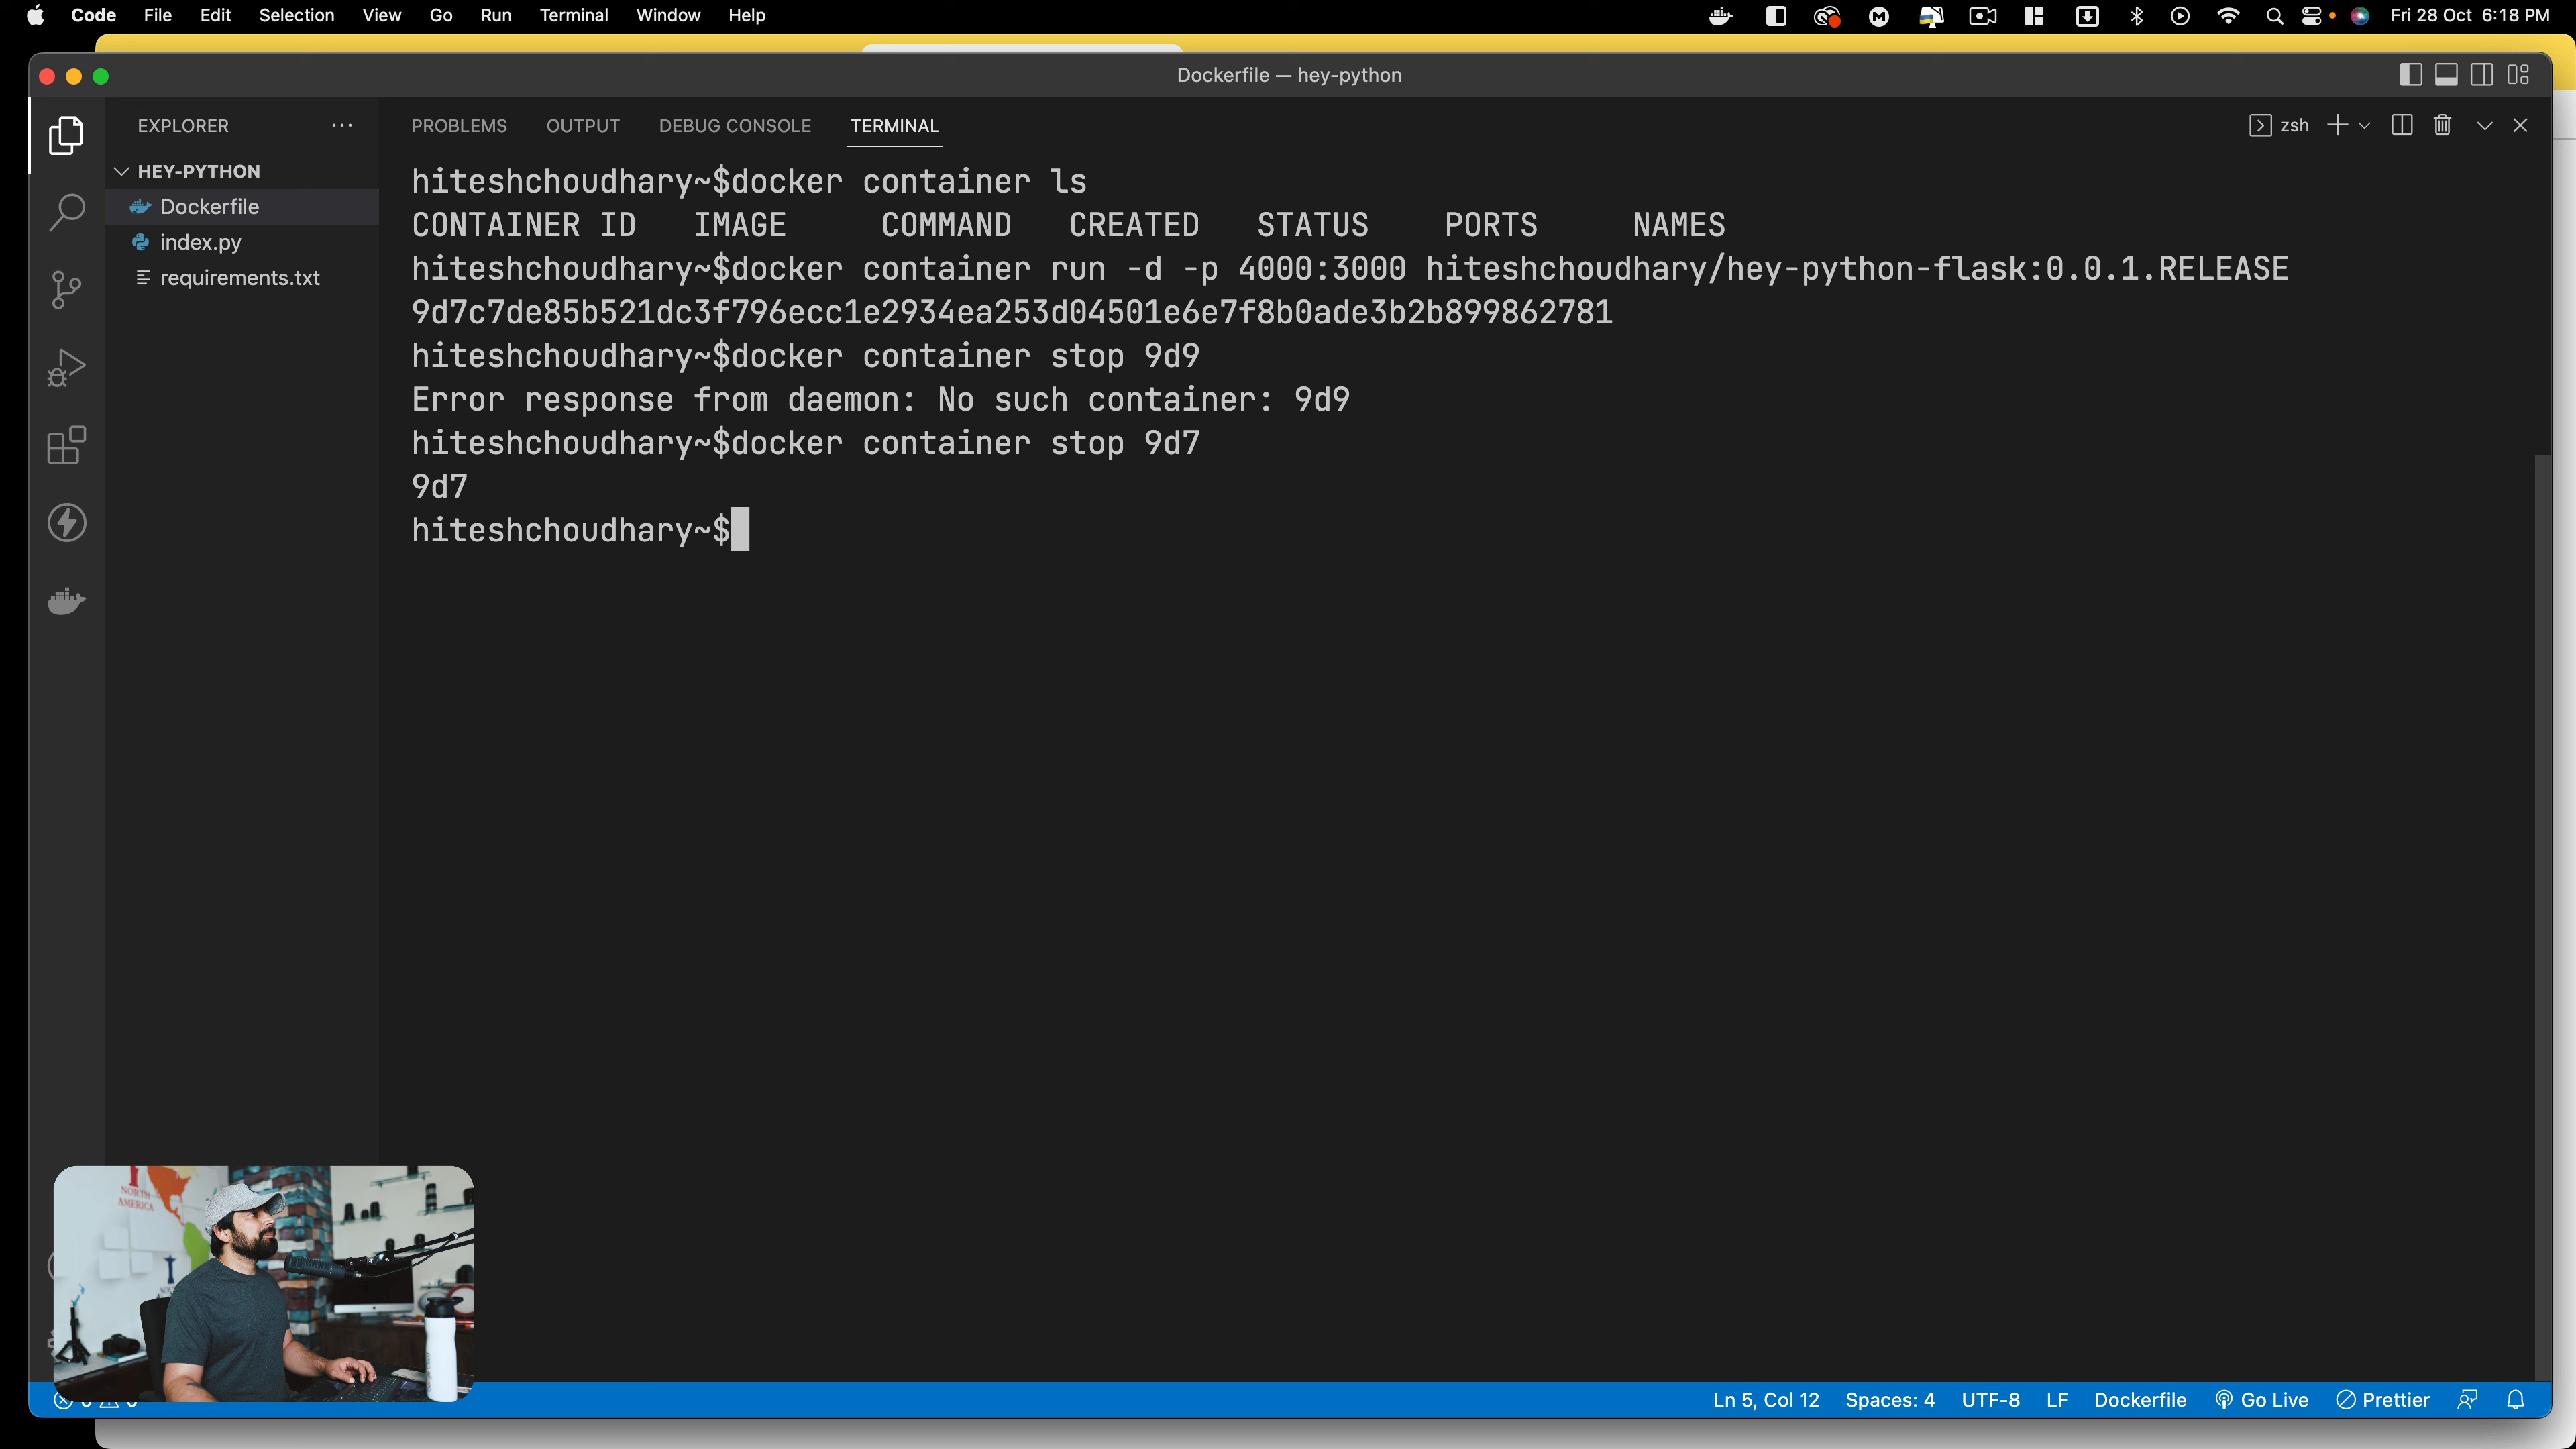 Code File Edit Selection View Go Run Terminal Window Help Fri 28 Oct 6:18 PM
Dockerfile — hey-python
EXPLORER
HEY-PYTHON
Dockerfile
index.py
requirements.txt
PROBLEMS OUTPUT DEBUG CONSOLE TERMINAL zsh
hiteshchoudhary~$docker container ls
CONTAINER ID IMAGE COMMAND CREATED STATUS PORTS NAMES
hiteshchoudhary~$docker container run -d -p 4000:3000 hiteshchoudhary/hey-python-flask:0.0.1.RELEASE
9d7c7de85b521dc3f796ecc1e2934ea253d04501e6e7f8b0ade3b2b899862781
hiteshchoudhary~$docker container stop 9d9
Error response from daemon: No such container: 9d9
hiteshchoudhary~$docker container stop 9d7
9d7
hiteshchoudhary~$
NORTH
AMERICA
Ln 5, Col 12 Spaces: 4 UTF-8 LF Dockerfile Go Live Prettier